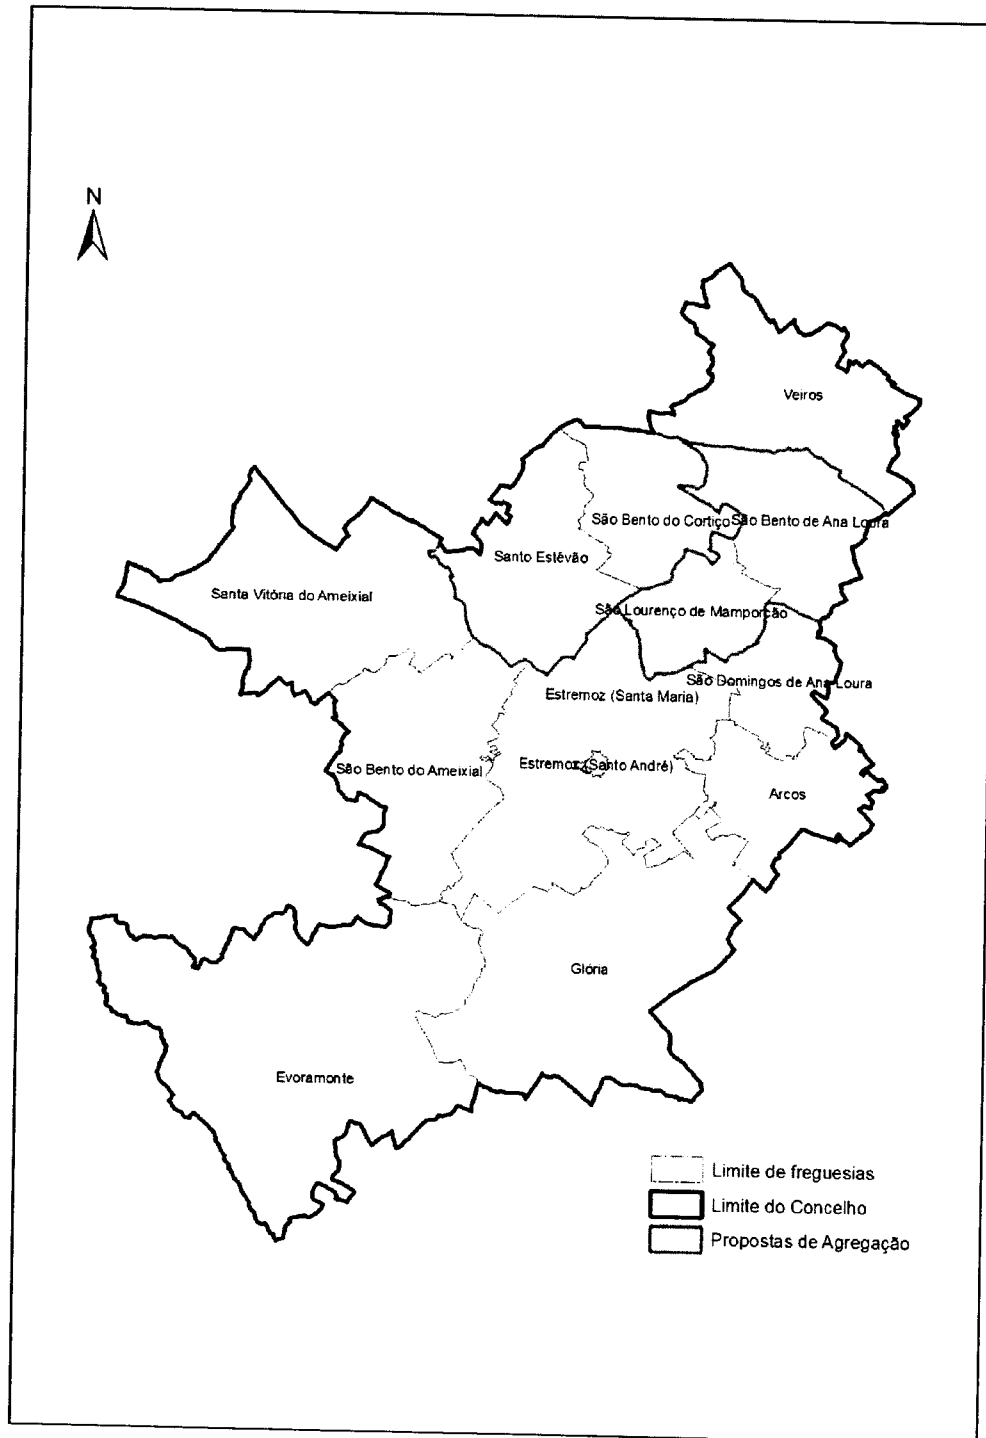 N
Veiros
São Bento do Cortiço
São Bento de Ana Loura
Santo Estêvão
Santa Vitória do Ameixial
São Lourenço de Mamporcão
São Domingos de Ana Loura
Estremoz (Santa Maria)
Estremoz (Santo André)
São Bento do Ameixial
Arcos
Glória
Evoramonte
Limite de freguesias
Limite do Concelho
Propostas de Agregação